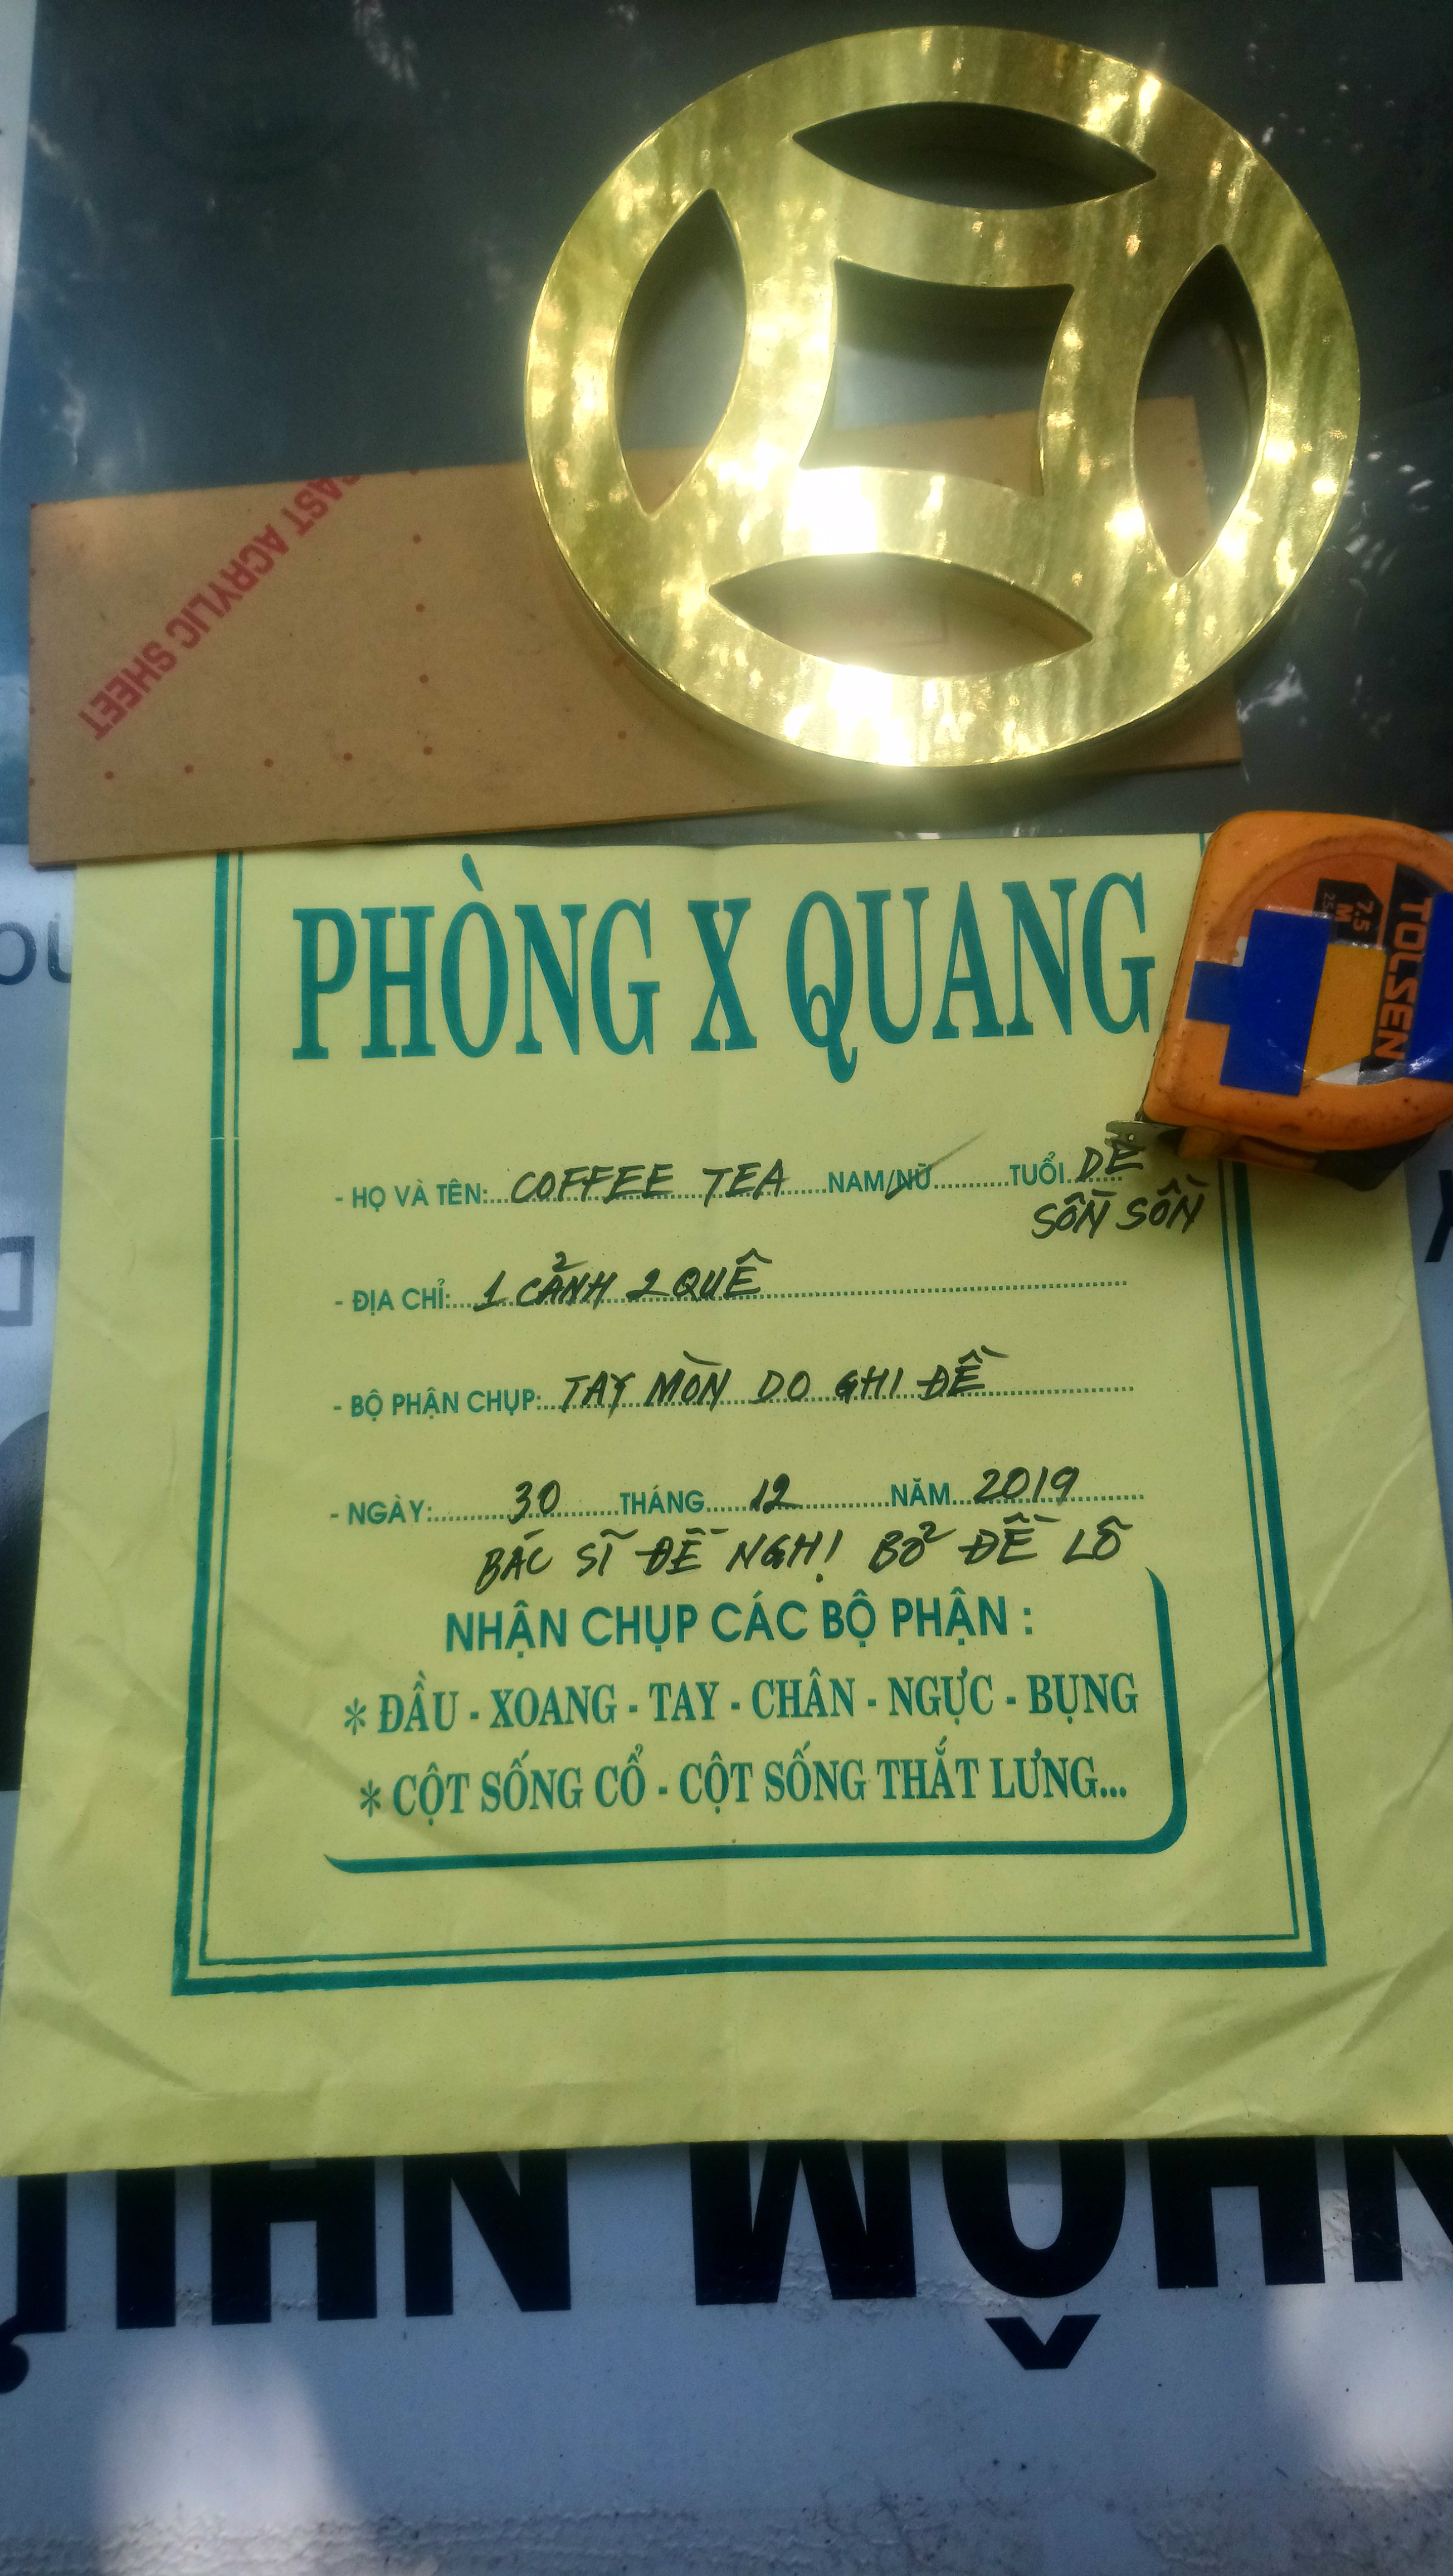 CAST ACRYLIC SHEET
TOLSEN
7.5 M
PHÒNG X QUANG
- HỌ VÀ TÊN: COFFEE TEA NAM/NỮ TUỔI DÊ
SỒN SỒN
- ĐỊA CHỈ: 1 CẢNH 2 QUÊ
- BỘ PHẬN CHỤP: TAY MÒN DO GHI ĐỀ
- NGÀY: 30 THÁNG 12 NĂM 2019
BÁC SĨ ĐỀ NGHỊ BỎ ĐỀ LÔ
NHẬN CHỤP CÁC BỘ PHẬN :
* ĐẦU - XOANG - TAY - CHÂN - NGỰC - BỤNG
* CỘT SỐNG CỔ - CỘT SỐNG THẮT LƯNG...